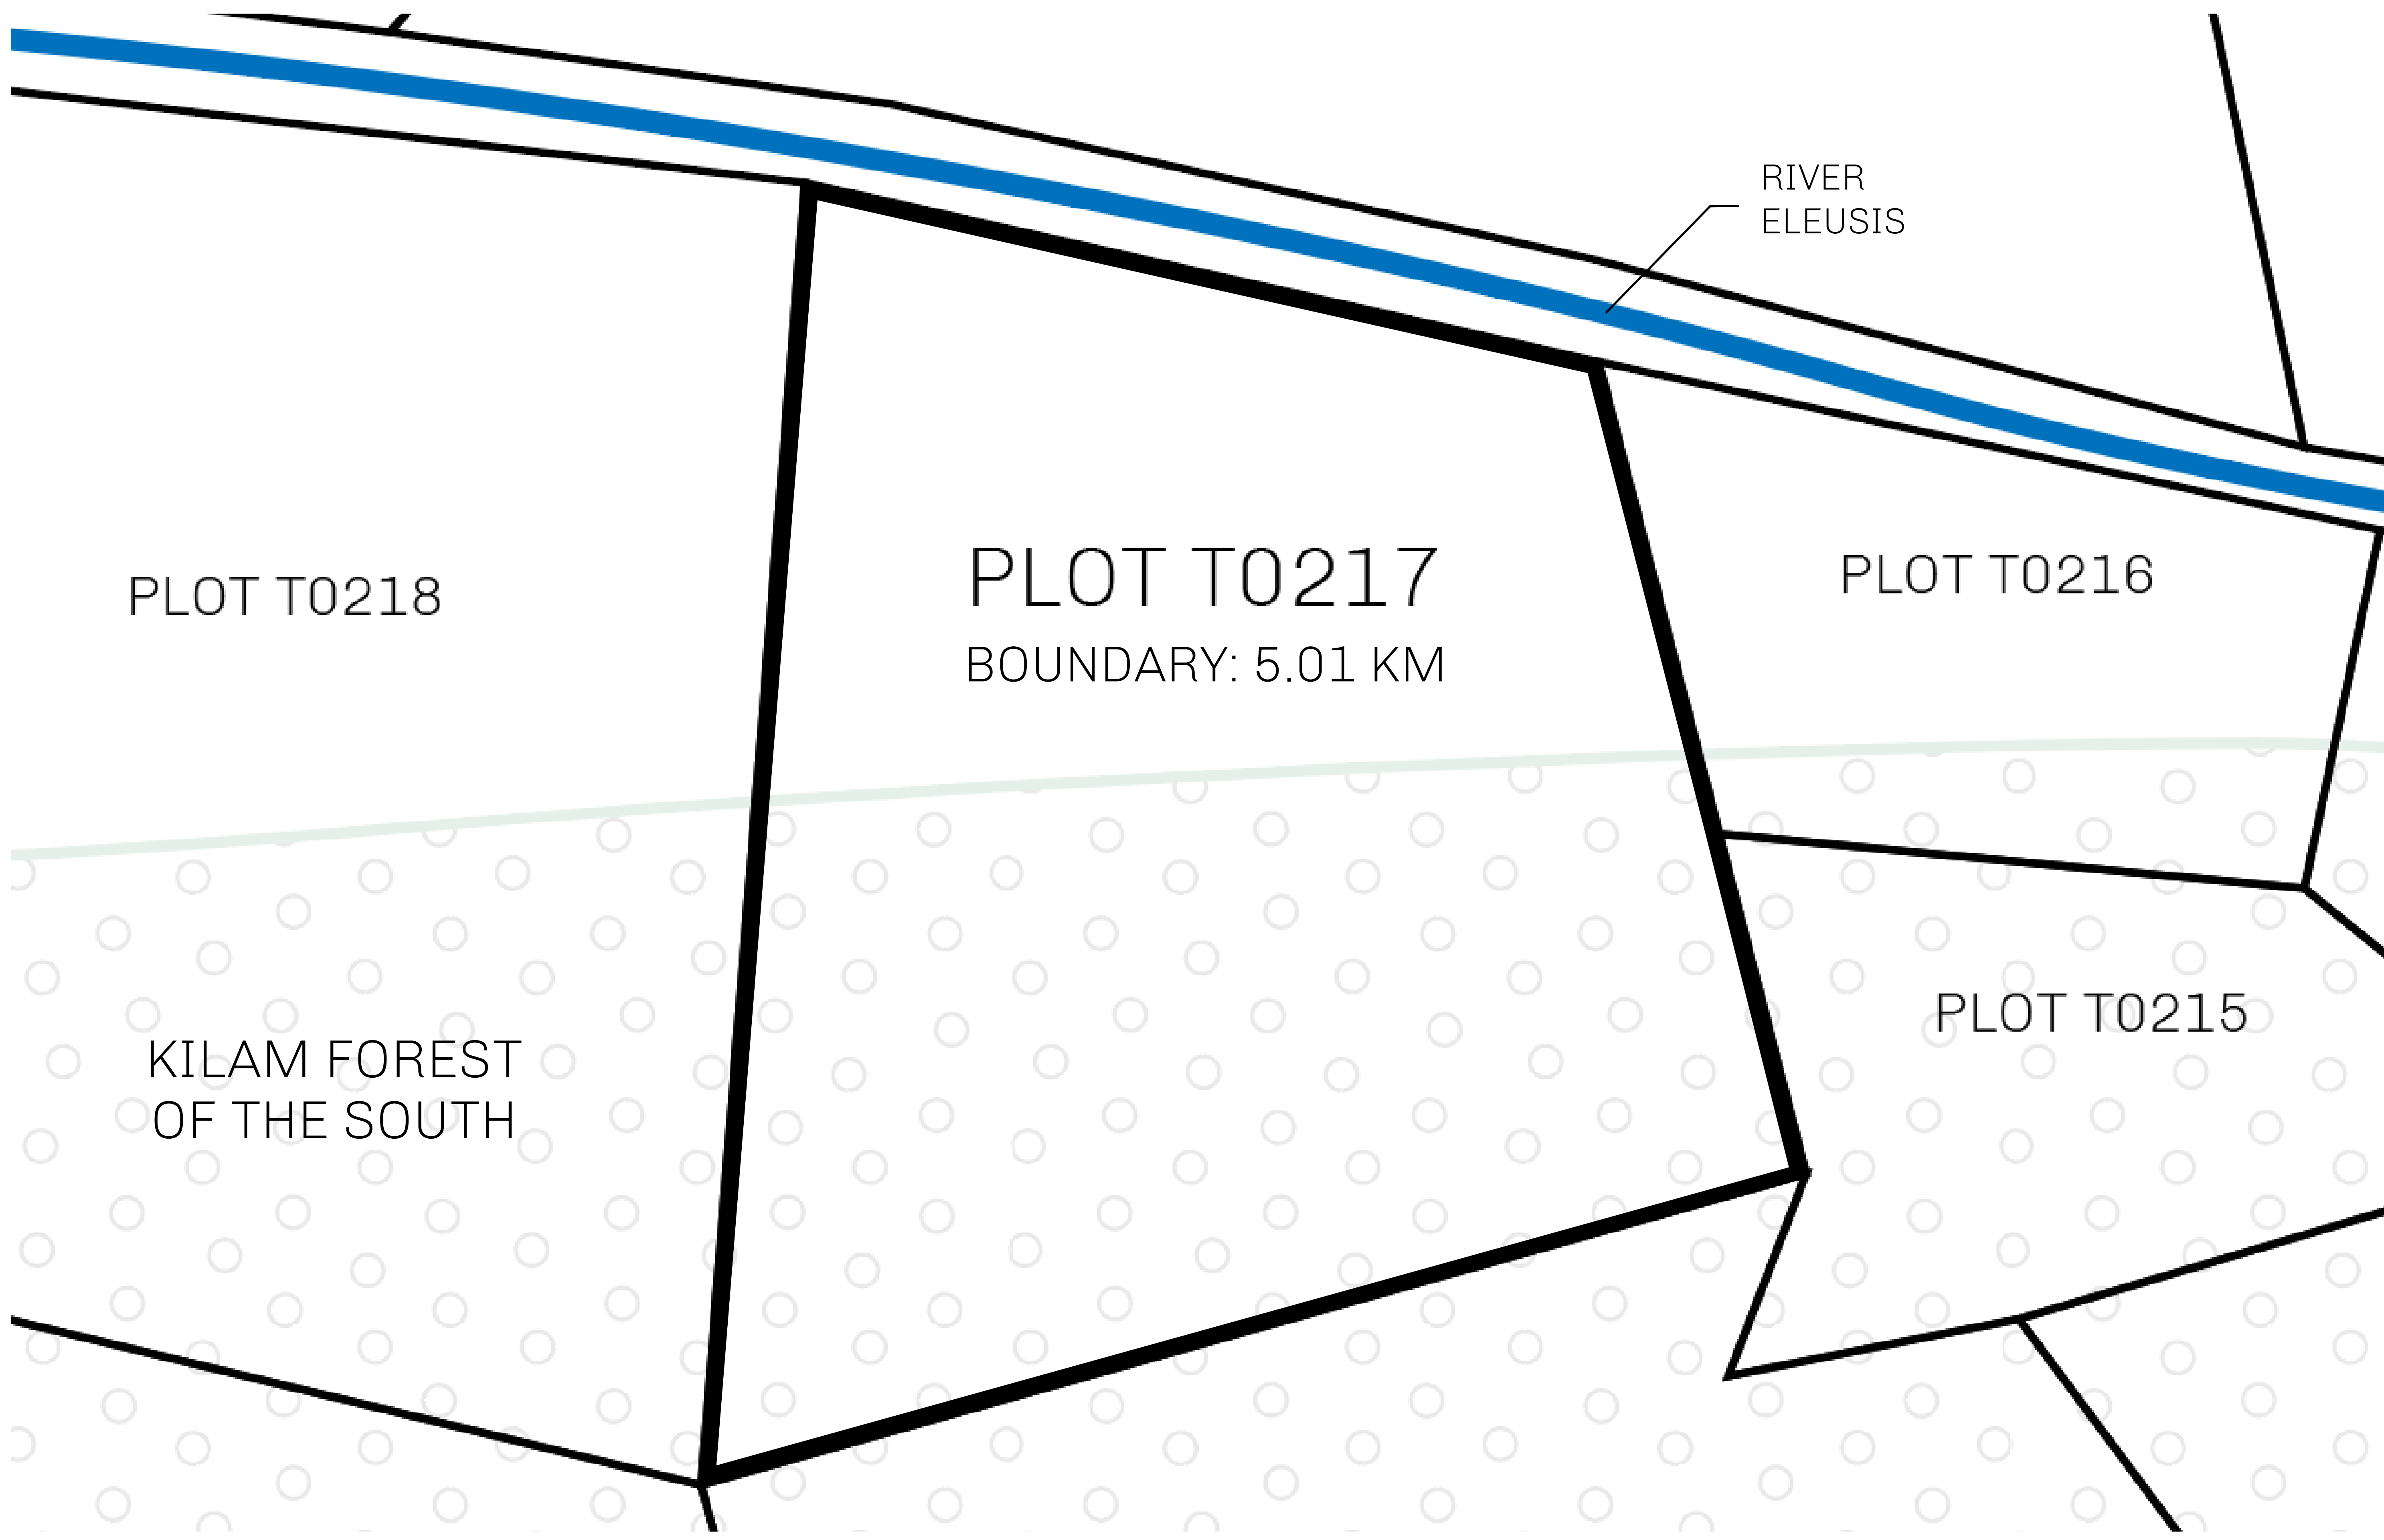 RIVER
ELEUSIS
PLOT T0218
PLOT T0217
BOUNDARY: 5.01 KM
PLOT T0216
PLOT T0215
KILAM FOREST
OF THE SOUTH